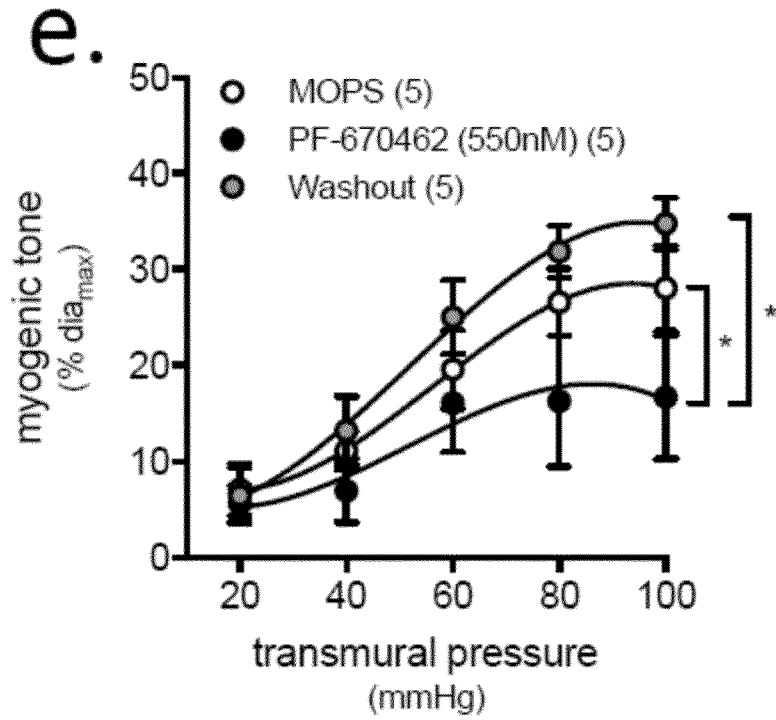 e.
50
40
30
20
10
0
MOPS (5)
PF-670462 (550nM) (5)
Washout (5)
myogenic tone
(% dia_max)
*
*
20 40 60 80 100
transmural pressure
(mmHg)